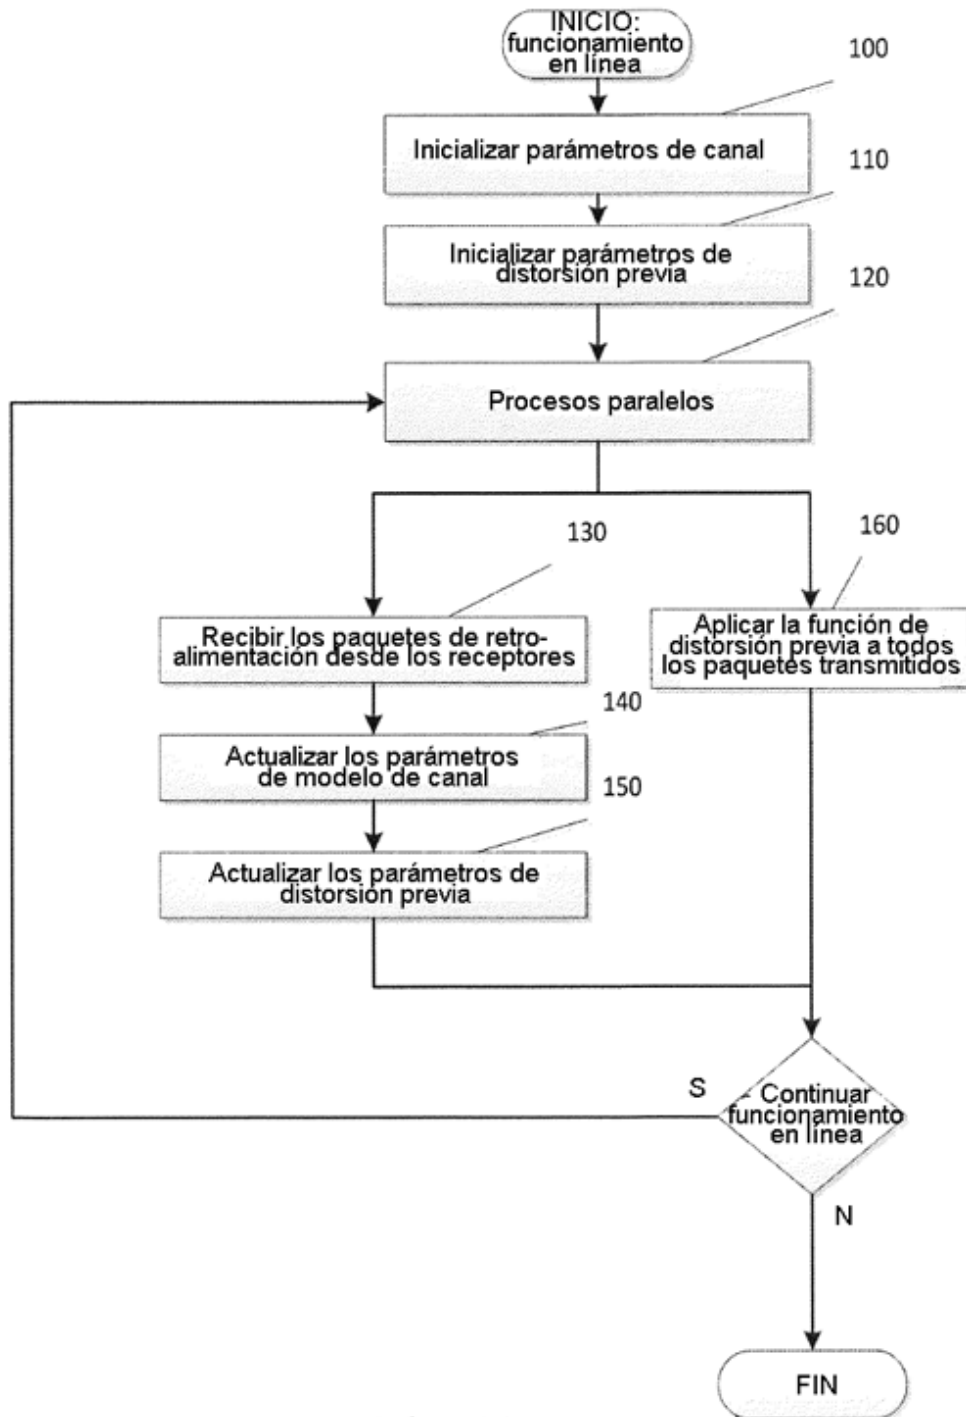 INICIO:
funcionamiento
en línea
100
Inicializar parámetros de canal
110
Inicializar parámetros de
distorsión previa
120
Procesos paralelos
130
Recibir los paquetes de retro-
alimentación desde los receptores
160
Aplicar la función de
distorsión previa a todos
los paquetes transmitidos
140
Actualizar los parámetros
de modelo de canal
150
Actualizar los parámetros de
distorsión previa
S
Continuar
funcionamiento
en línea
N
FIN